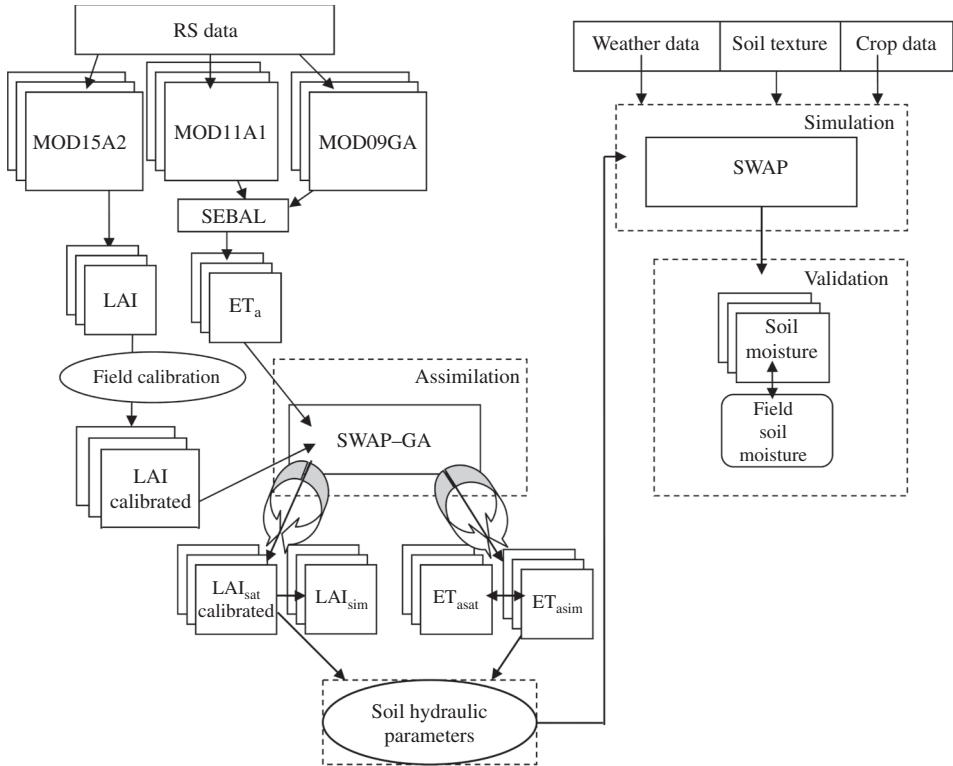 RS data
MOD15A2
MOD11A1
MOD09GA
SEBAL
LAI
ETa
Field calibration
LAI
calibrated
Assimilation
SWAP–GA
LAIsat
calibrated
LAIsim
ETasat
ETasim
Soil hydraulic
parameters
Weather data
Soil texture
Crop data
Simulation
SWAP
Validation
Soil
moisture
Field
soil
moisture